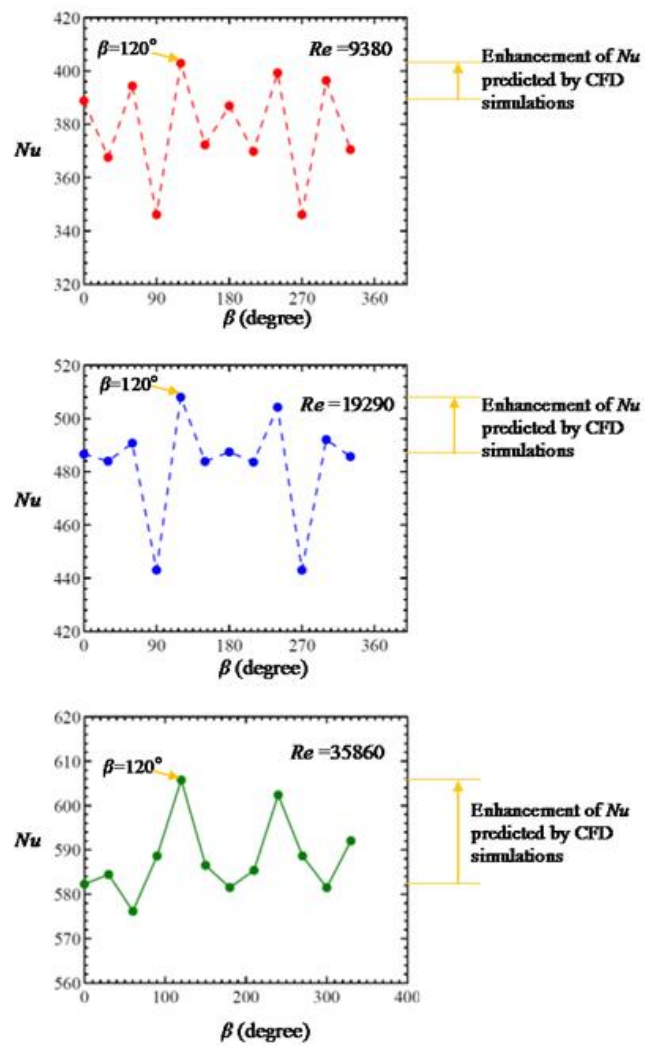 420
β=120°
Re=9380
Enhancement of Nu
predicted by CFD
simulations
400
380
Nu
360
340
320
0 90 180 270 360
β (degree)
520
β=120°
Re=19290
Enhancement of Nu
predicted by CFD
simulations
500
480
Nu
460
440
420
0 90 180 270 360
β (degree)
620
β=120°
Re=35860
600
Enhancement of Nu
predicted by CFD
simulations
Nu
590
580
570
560
0 100 200 300 400
β (degree)